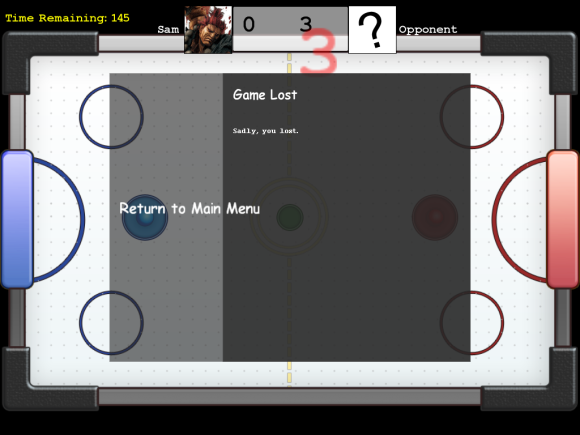 Time Remaining: 145
Sam 0 3 ? Opponent
3
Game Lost
Sadly, you lost.
Return to Main Menu